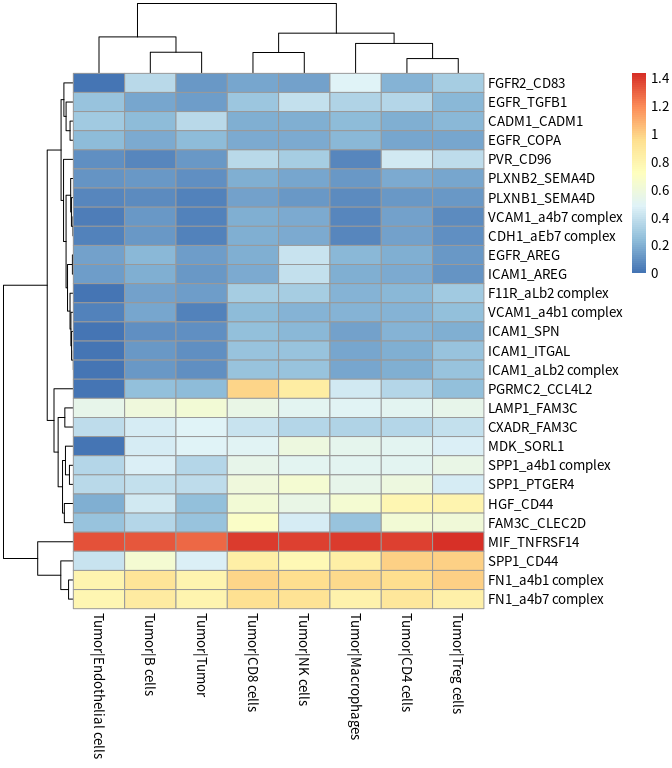 FGFR2_CD83
EGFR_TGFB1
CADM1_CADM1
EGFR_COPA
PVR_CD96
PLXNB2_SEMA4D
PLXNB1_SEMA4D
VCAM1_a4b7 complex
CDH1_aEb7 complex
EGFR_AREG
ICAM1_AREG
F11R_aLb2 complex
VCAM1_a4b1 complex
ICAM1_SPN
ICAM1_ITGAL
ICAM1_aLb2 complex
PGRMC2_CCL4L2
LAMP1_FAM3C
CXADR_FAM3C
MDK_SORL1
SPP1_a4b1 complex
SPP1_PTGER4
HGF_CD44
FAM3C_CLEC2D
MIF_TNFRSF14
SPP1_CD44
FN1_a4b1 complex
FN1_a4b7 complex
1.4
1.2
1
0.8
0.6
0.4
0.2
0
Tumor|Endothelial cells
Tumor|B cells
Tumor|Tumor
Tumor|CD8 cells
Tumor|NK cells
Tumor|Macrophages
Tumor|CD4 cells
Tumor|Treg cells